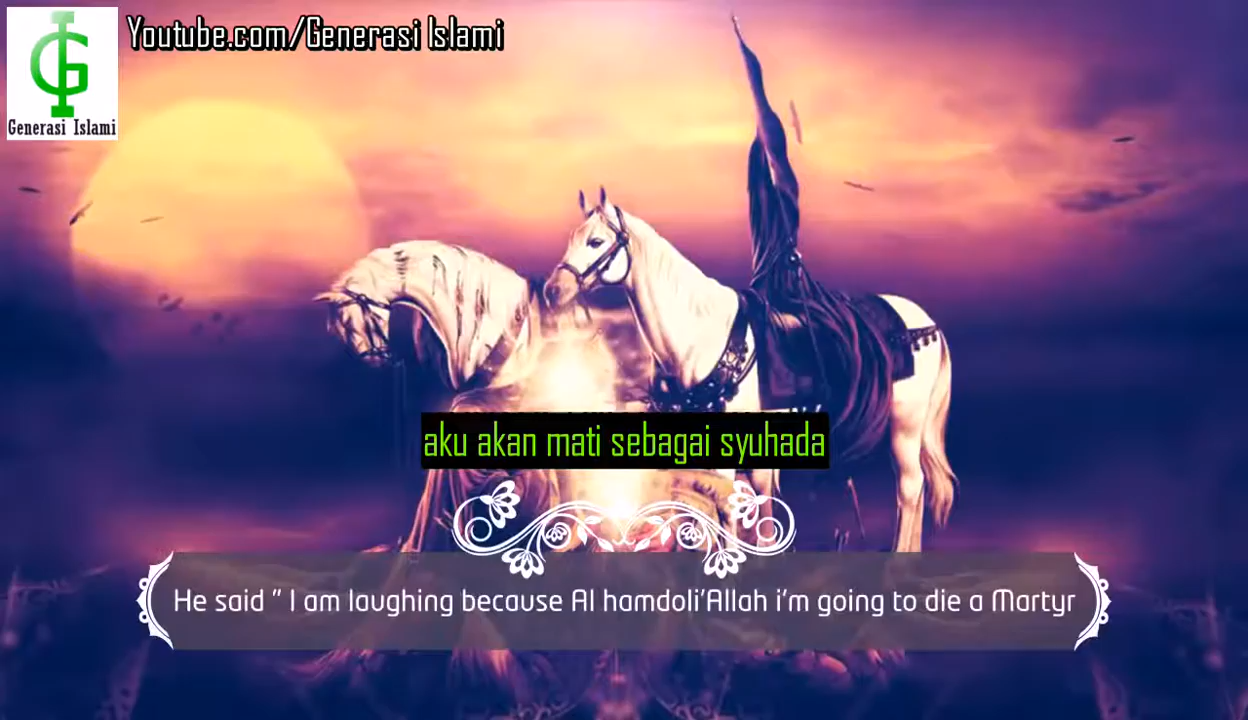 Youtube.com/Generasi Islami
GI
Generasi Islami
aku akan mati sebagai syuhada
He said " I am laughing because Al hamdoli'Allah i'm going to die a Martyr